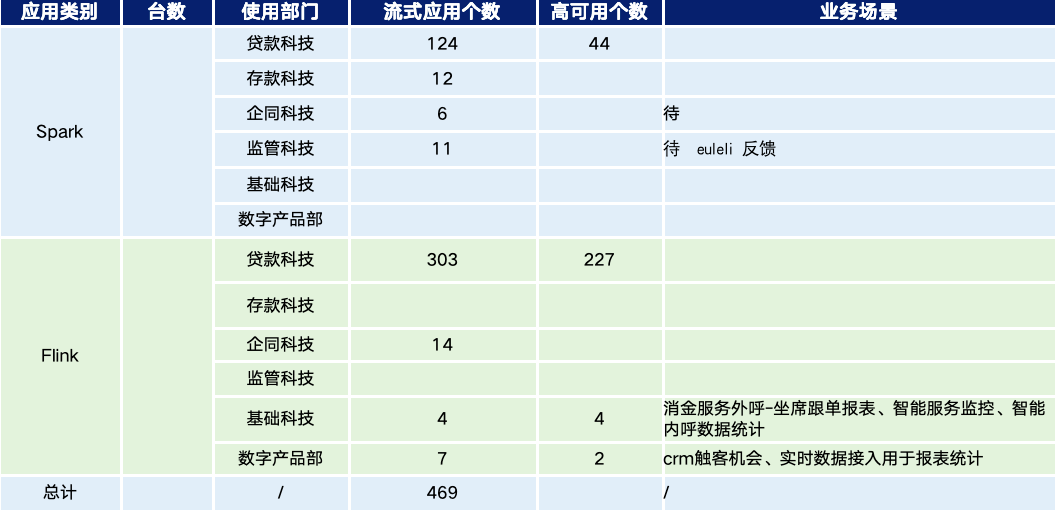 应用类别 台数 使用部门 流式应用个数 高可用个数 业务场景
贷款科技 124 44
存款科技 12
企同科技 6 待
Spark
监管科技 11 待 euleli 反馈
基础科技
数字产品部
贷款科技 303 227
存款科技
企同科技 14
Flink
监管科技
基础科技 4 4 消金服务外呼-坐席跟单报表、智能服务监控、智能
内呼数据统计
数字产品部 7 2 crm触客机会、实时数据接入用于报表统计
总计 / 469 /